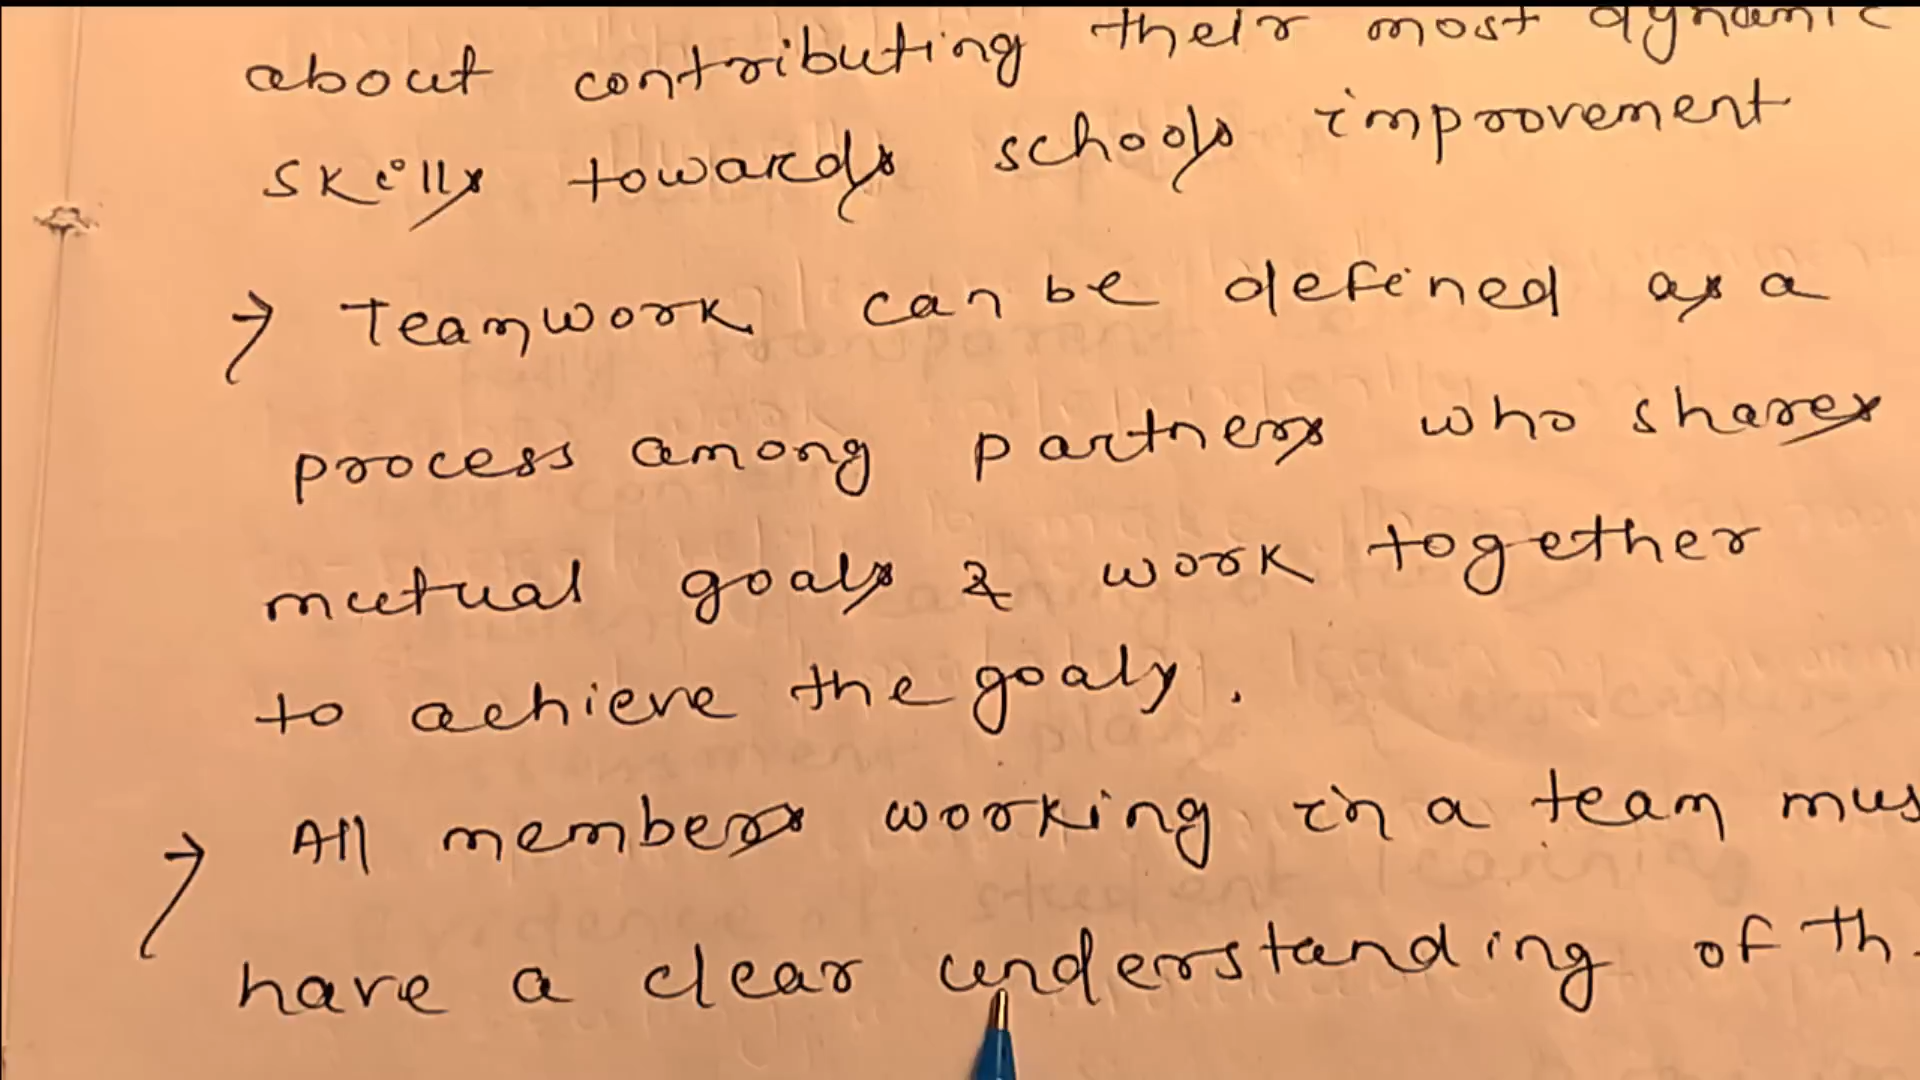 about contributing their most dynamic
skills towards schools improvement
→ Teamwork can be defined as a
process among partners who shares
mutual goals & work together
to achieve the goals.
→ All members working in a team mus
have a clear understanding of th